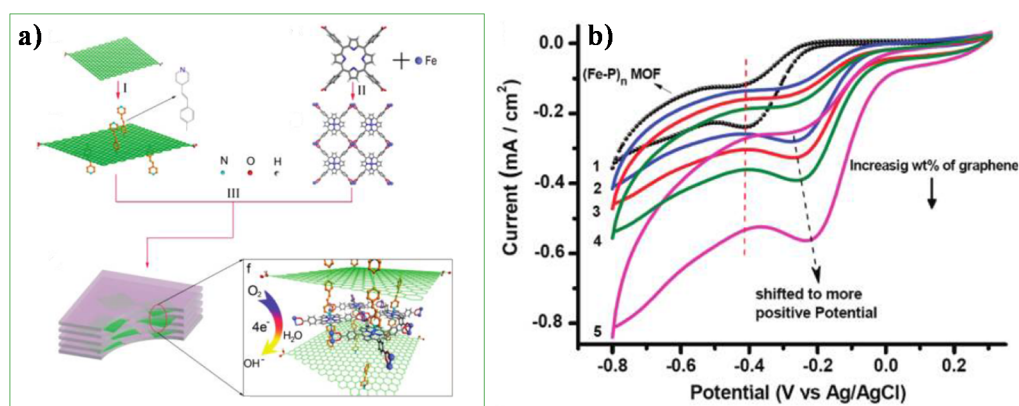 a)
I
II
N O H
III
f
O₂
4e⁻
H₂O
OH⁻
b)
0.0
-0.2
-0.4
-0.6
-0.8
Current (mA / cm²)
(Fe-P)n MOF
1
2
3
4
5
Increasig wt% of graphene
shifted to more
positive Potential
-0.8 -0.6 -0.4 -0.2 0.0 0.2
Potential (V vs Ag/AgCl)